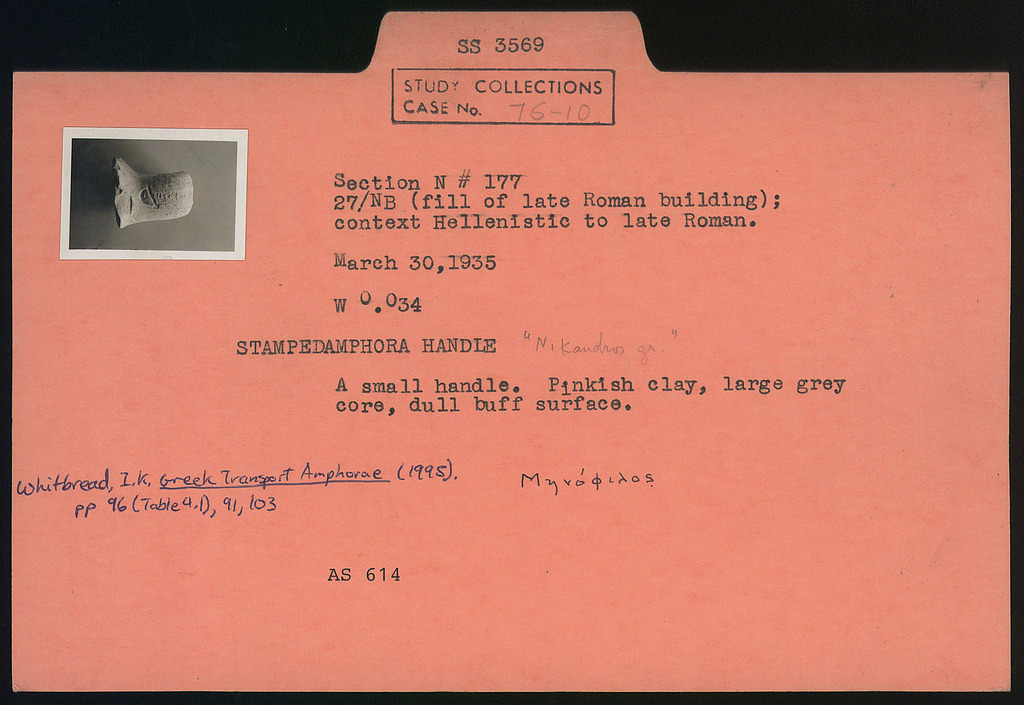 SS 3569
STUDY COLLECTIONS
CASE No. 76-10
Section N # 177
27/NB (fill of late Roman building);
context Hellenistic to late Roman.
March 30,1935
W 0.034
STAMPEDAMPHORA HANDLE "Nikandros gr."
A small handle. Pinkish clay, large grey
core, dull buff surface.
Whitbread, I.K. Greek Transport Amphorae (1995).
pp 96 (Table 4.1), 91, 103
Μηνόφιλος
AS 614